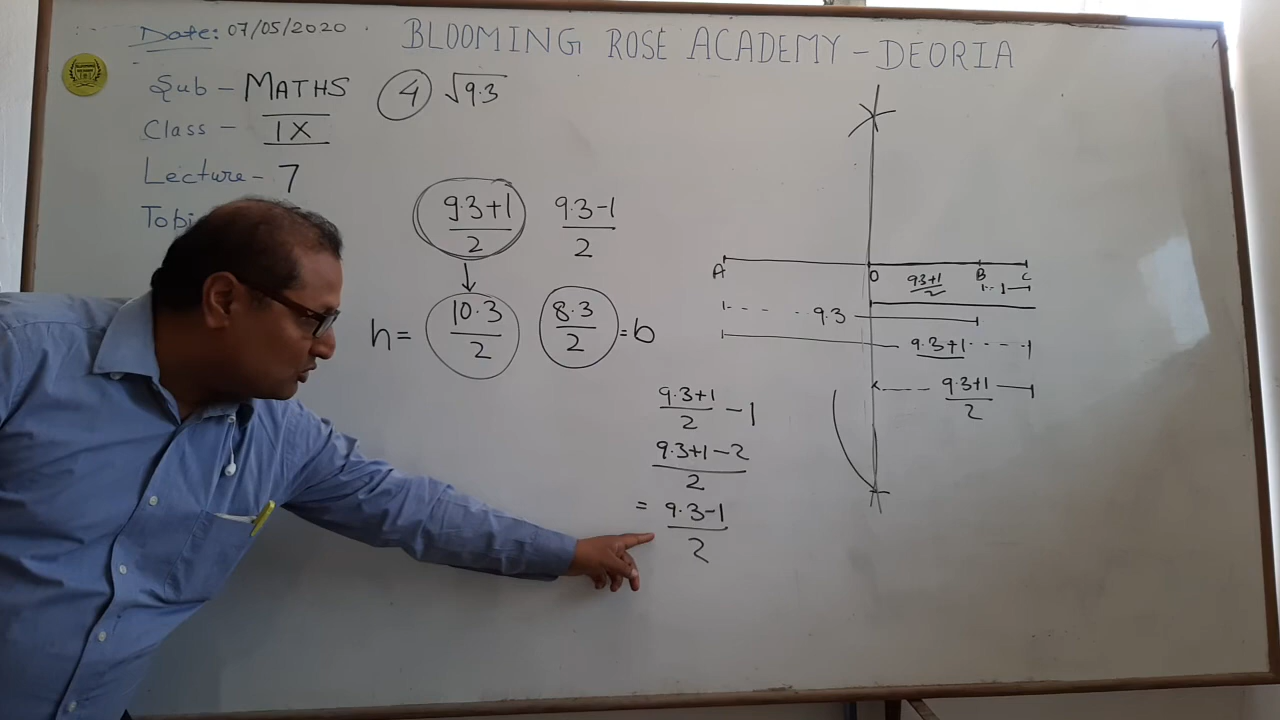 Date: 07/05/2020
BLOOMING ROSE ACADEMY - DEORIA
Sub - MATHS
④ √9.3
Class - IX
Lecture - 7
Topi
(9.3+1)/2 (9.3-1)/2
h = 10.3/2 8.3/2 = b
(9.3+1)/2 - 1
(9.3+1-2)/2
= (9.3-1)/2
A O B C
(9.3+1)/2 1
9.3
9.3+1
(9.3+1)/2